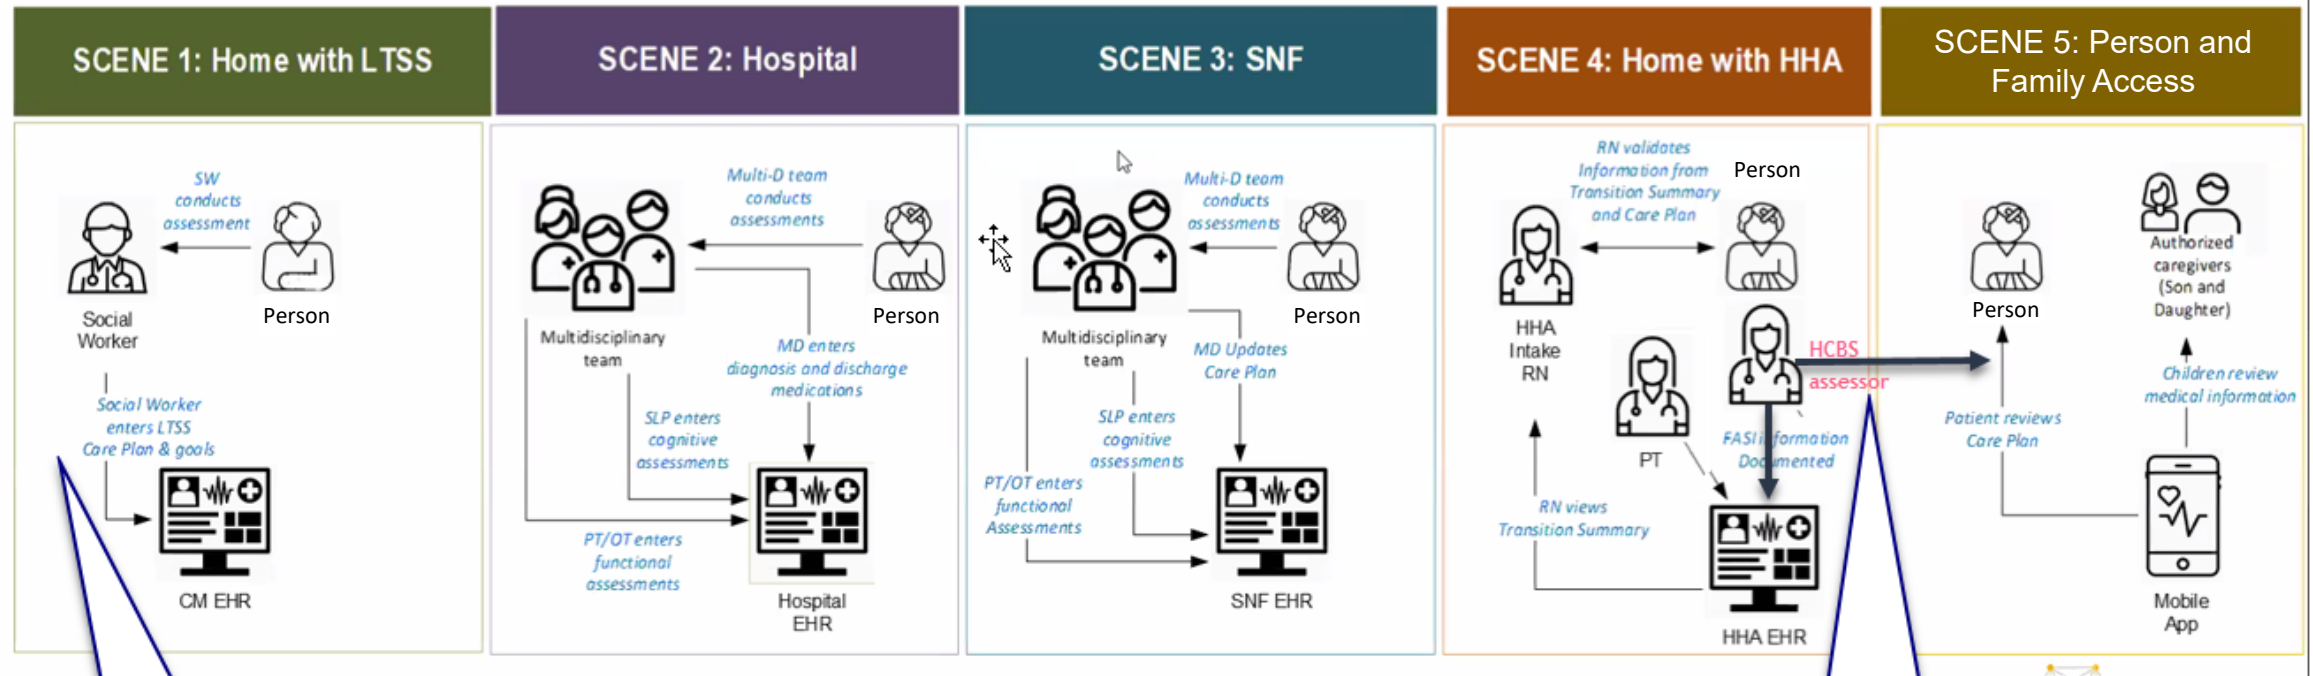 SCENE 1: Home with LTSS
SW
conducts
assessment
Person
Social
Worker
Social Worker
enters LTSS
Care Plan & goals
CM EHR
SCENE 2: Hospital
Multi-D team
conducts
assessments
Person
Multidisciplinary
team
MD enters
diagnosis and discharge
medications
SLP enters
cognitive
assessments
PT/OT enters
functional
assessments
Hospital
EHR
SCENE 3: SNF
Multi-D team
conducts
assessments
Person
Multidisciplinary
team
MD Updates
Care Plan
SLP enters
cognitive
assessments
PT/OT enters
functional
Assessments
SNF EHR
SCENE 4: Home with HHA
RN validates
Information from
Transition Summary
and Care Plan
Person
HHA
Intake
RN
HCBS
assessor
PT
FASI information
Documented
RN views
Transition Summary
HHA EHR
SCENE 5: Person and
Family Access
Person
Authorized
caregivers
(Son and
Daughter)
Children review
medical information
Patient reviews
Care Plan
Mobile
App